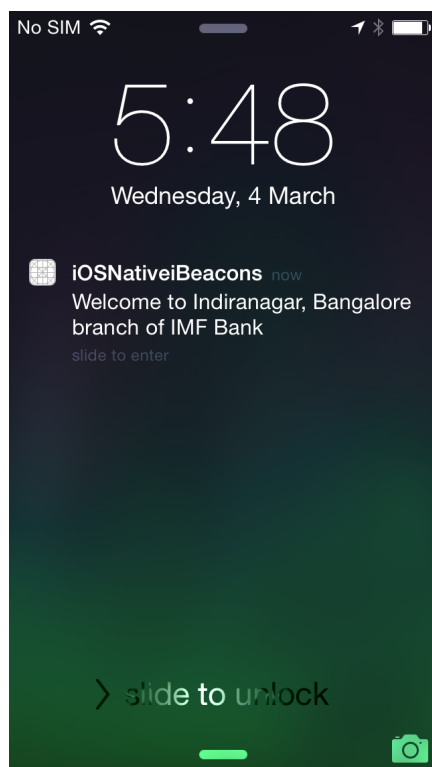 No SIM
5:48
Wednesday, 4 March
iOSNativeiBeacons now
Welcome to Indiranagar, Bangalore
branch of IMF Bank
slide to enter
slide to unlock